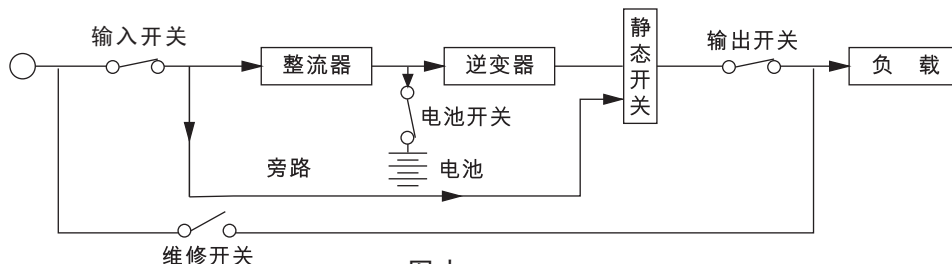 输入开关
整流器
逆变器
静态开关
输出开关
负 载
电池开关
旁路
电池
维修开关